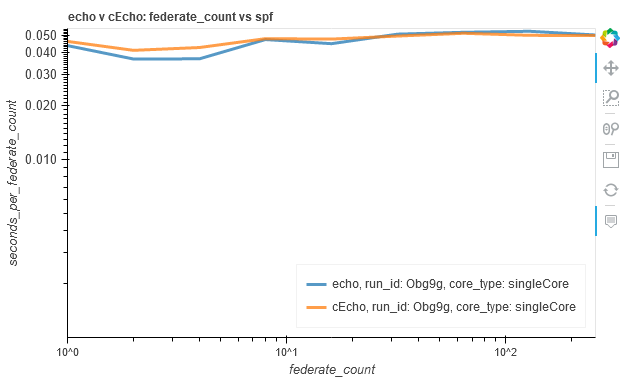 echo v cEcho: federate_count vs spf
0.050
0.040
0.030
0.020
0.010
seconds_per_federate_count
echo, run_id: Obg9g, core_type: singleCore
cEcho, run_id: Obg9g, core_type: singleCore
10^0
10^1
10^2
federate_count